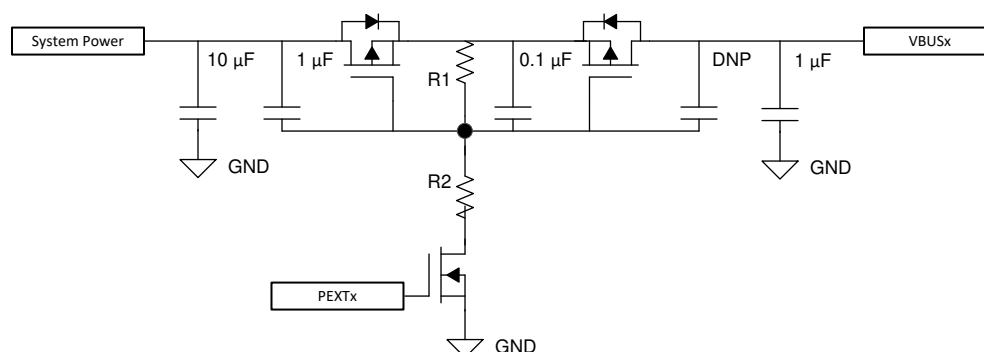 System Power
10 µF
1 µF
R1
0.1 µF
DNP
1 µF
VBUSx
GND
GND
R2
PEXTx
GND